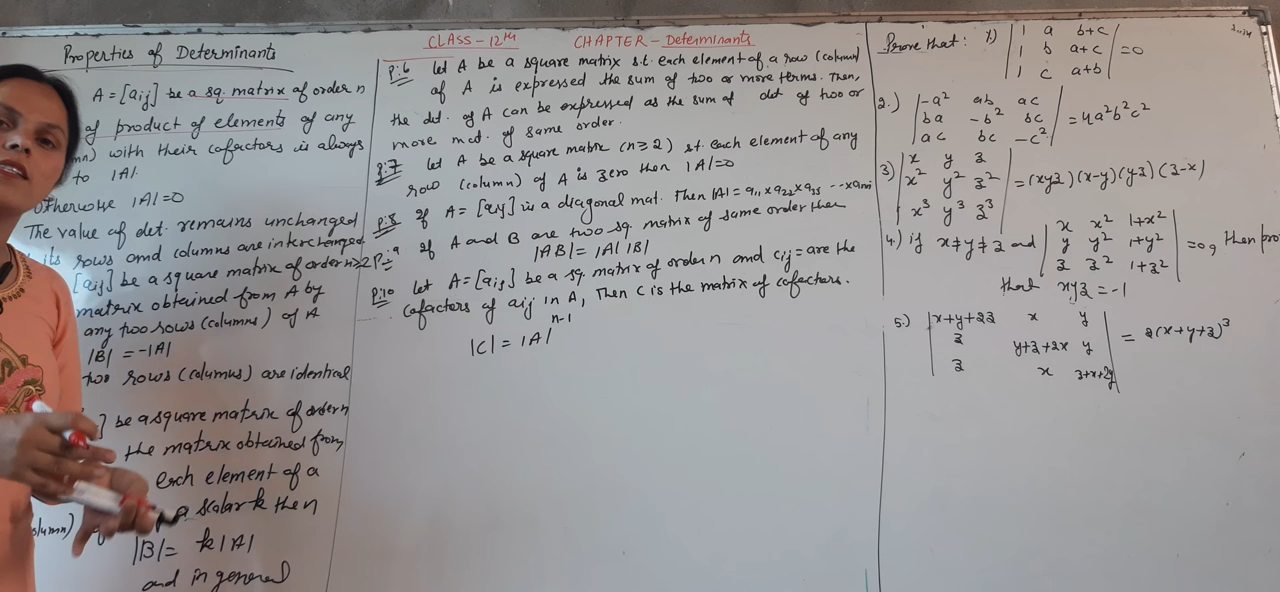 Properties of Determinants
A = [aij] be a sq. matrix of order n
of product of elements of any
mn) with their cofactors is always
to |A|
otherwise |A| = 0
The value of det. remains unchanged
its rows and columns are interchanged
[aij] be a square matrix of order n≥2
matrix obtained from A by
any two rows (columns) of A
|B| = -|A|
two rows (columns) are identical
] be a square matrix of order n
the matrix obtained from
each element of a
a scalar k then
olumn)
|B| = k|A|
and in general
CLASS - 12th CHAPTER - Determinants
P:6 Let A be a square matrix s.t. each element of a row (column)
of A is expressed the sum of two or more terms. Then,
the det. of A can be expressed as the sum of det of two or
more mat. of same order.
P:7 Let A be a square matrix (n≥2) st. each element of any
row (column) of A is zero then |A| = 0
P:8 If A = [aij] is a diagonal mat. Then |A| = a11 x a22 x a33 ... x ann
P:9 If A and B are two sq. matrix of same order then
|AB| = |A| |B|
P:10 Let A = [aij] be a sq. matrix of order n and cij = are the
cofactors of aij in A, Then C is the matrix of cofactors.
|C| = |A|^n-1
Prove that: 1) | 1 a b+c |
| 1 b a+c | = 0
| 1 c a+b |
2.) | -a² ab ac |
| ba -b² bc | = 4a²b²c²
| ac bc -c² |
3) | x y z |
| x² y² z² | = (xyz)(x-y)(y-z)(z-x)
| x³ y³ z³ |
4.) if x≠y≠z and | x x² 1+x² |
| y y² 1+y² | = 0, then pro
| z z² 1+z² |
that xyz = -1
5.) | x+y+2z x y |
| z y+z+2x y | = 2(x+y+z)³
| z x z+x+2y |